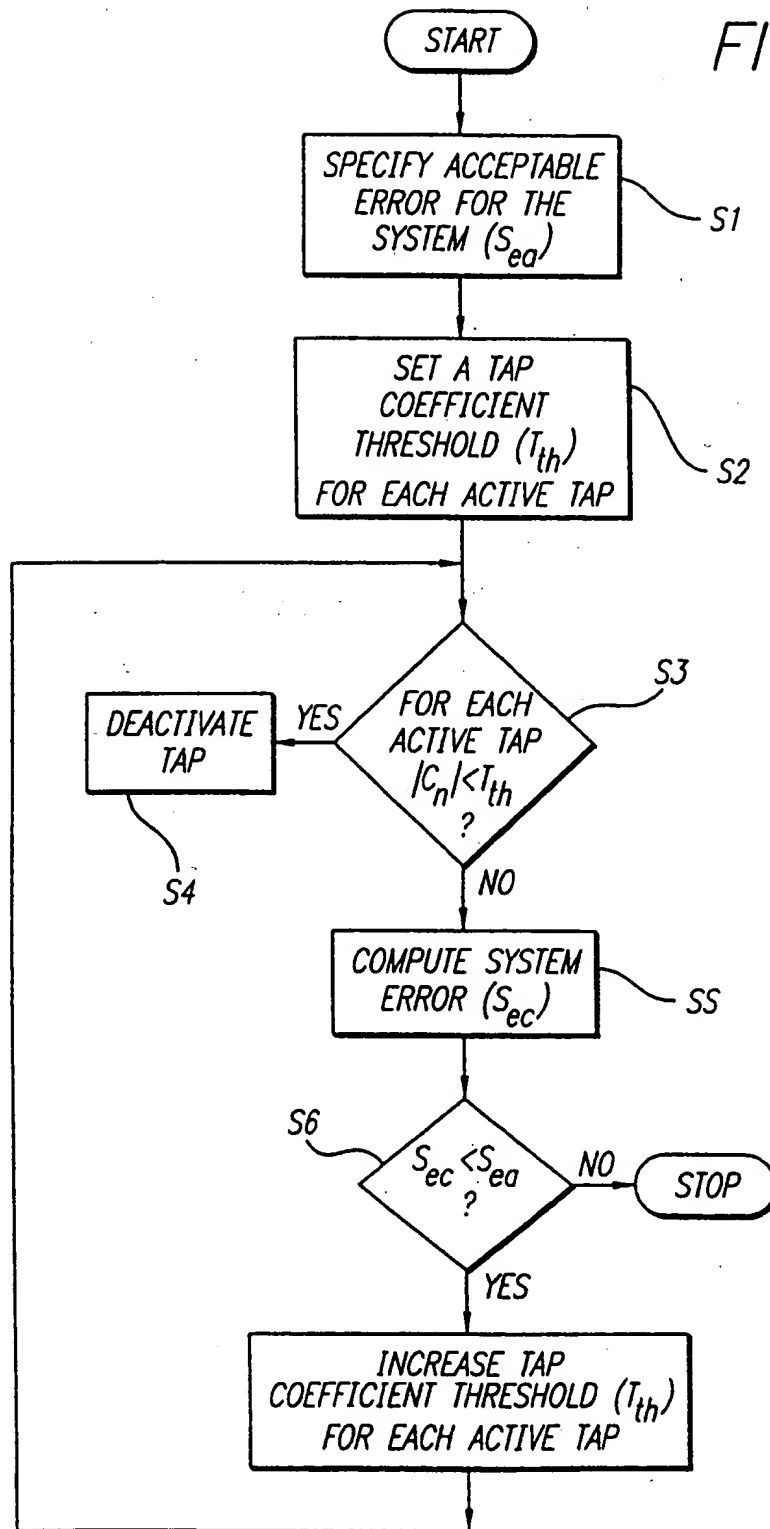 START
FI
SPECIFY ACCEPTABLE
ERROR FOR THE
SYSTEM (S_ea)
S1
SET A TAP
COEFFICIENT
THRESHOLD (T_th)
FOR EACH ACTIVE TAP
S2
S3
DEACTIVATE
TAP
YES
FOR EACH
ACTIVE TAP
|C_n|<T_th
?
S4
NO
COMPUTE SYSTEM
ERROR (S_ec)
SS
S6
S_ec <S_ea
?
NO
STOP
YES
INCREASE TAP
COEFFICIENT THRESHOLD (T_th)
FOR EACH ACTIVE TAP